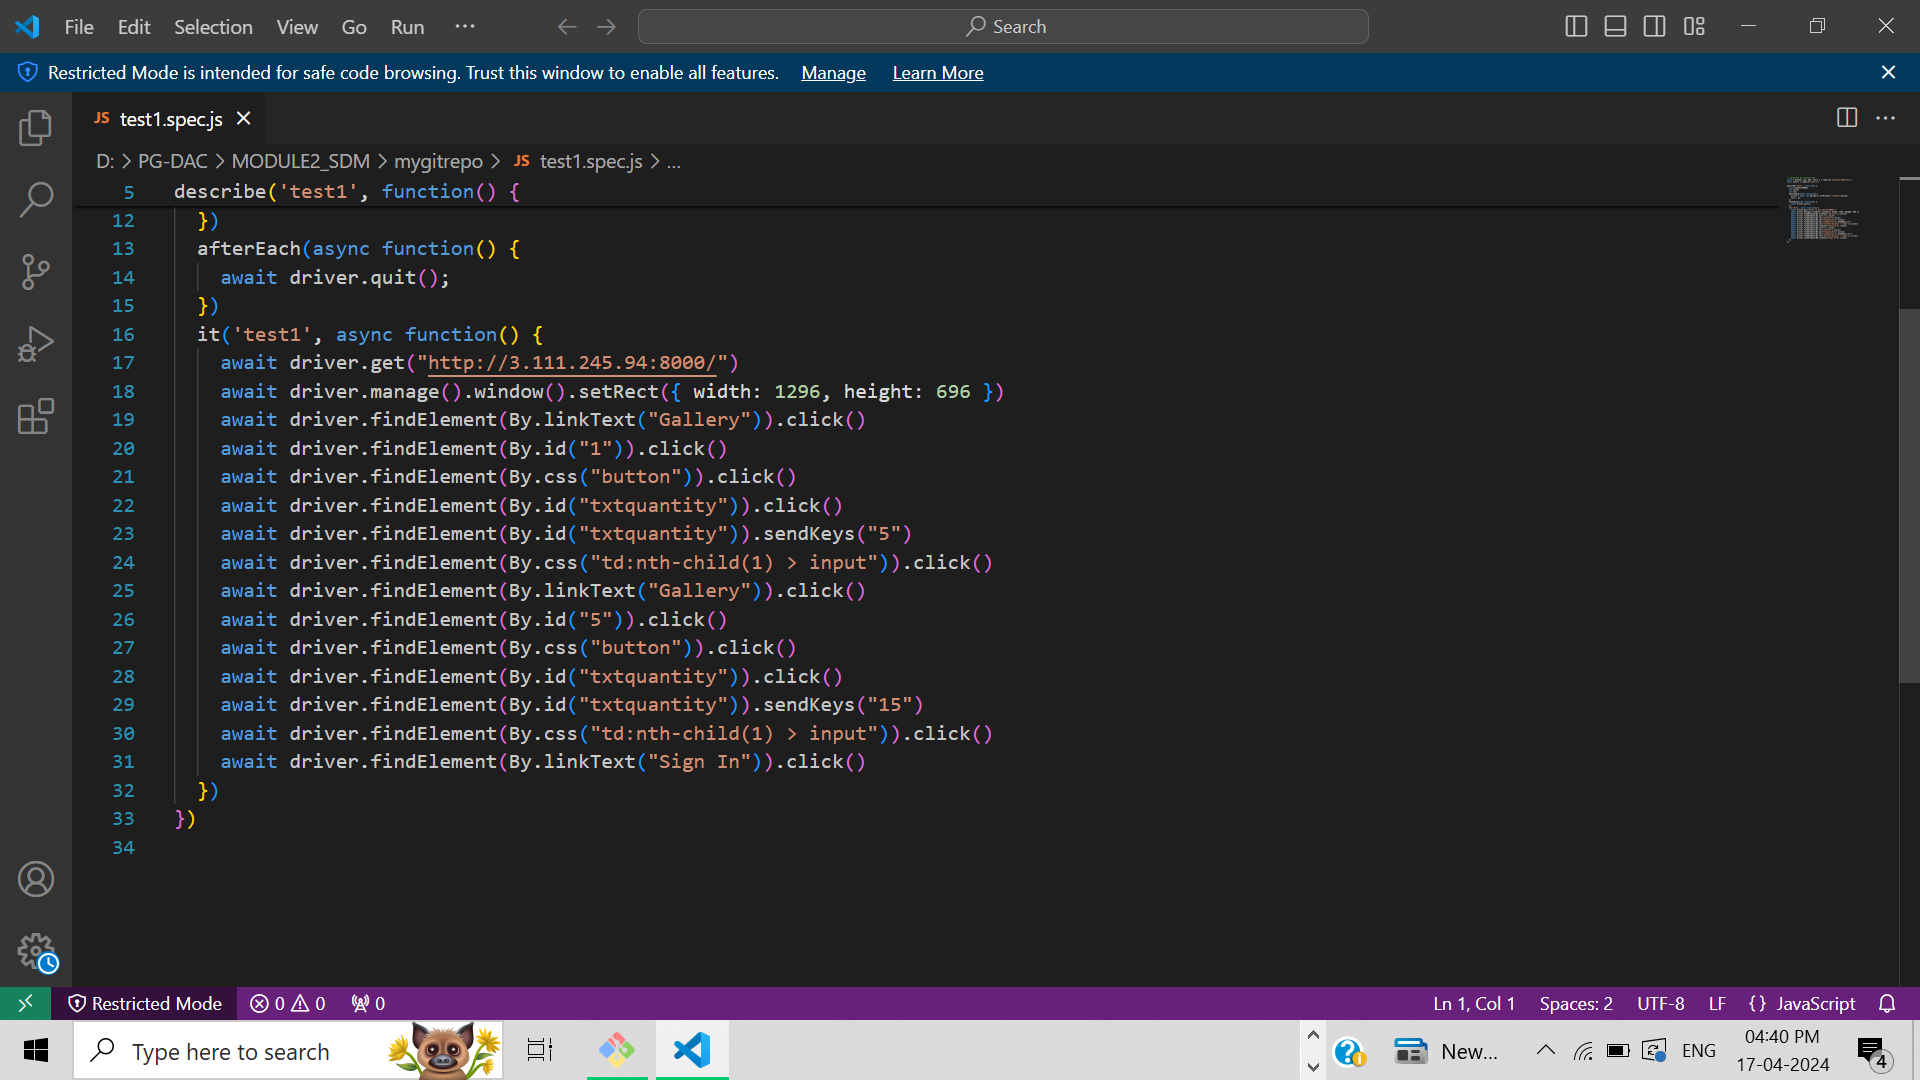 File Edit Selection View Go Run ··· Search
Restricted Mode is intended for safe code browsing. Trust this window to enable all features. Manage Learn More
JS test1.spec.js
D: > PG-DAC > MODULE2_SDM > mygitrepo > JS test1.spec.js > ...
5 describe('test1', function() {
12 })
13 afterEach(async function() {
14 await driver.quit();
15 })
16 it('test1', async function() {
17 await driver.get("http://3.111.245.94:8000/")
18 await driver.manage().window().setRect({ width: 1296, height: 696 })
19 await driver.findElement(By.linkText("Gallery")).click()
20 await driver.findElement(By.id("1")).click()
21 await driver.findElement(By.css("button")).click()
22 await driver.findElement(By.id("txtquantity")).click()
23 await driver.findElement(By.id("txtquantity")).sendKeys("5")
24 await driver.findElement(By.css("td:nth-child(1) > input")).click()
25 await driver.findElement(By.linkText("Gallery")).click()
26 await driver.findElement(By.id("5")).click()
27 await driver.findElement(By.css("button")).click()
28 await driver.findElement(By.id("txtquantity")).click()
29 await driver.findElement(By.id("txtquantity")).sendKeys("15")
30 await driver.findElement(By.css("td:nth-child(1) > input")).click()
31 await driver.findElement(By.linkText("Sign In")).click()
32 })
33 })
34
Restricted Mode 0 0 0 Ln 1, Col 1 Spaces: 2 UTF-8 LF {} JavaScript
Type here to search New... ENG 04:40 PM
17-04-2024 4